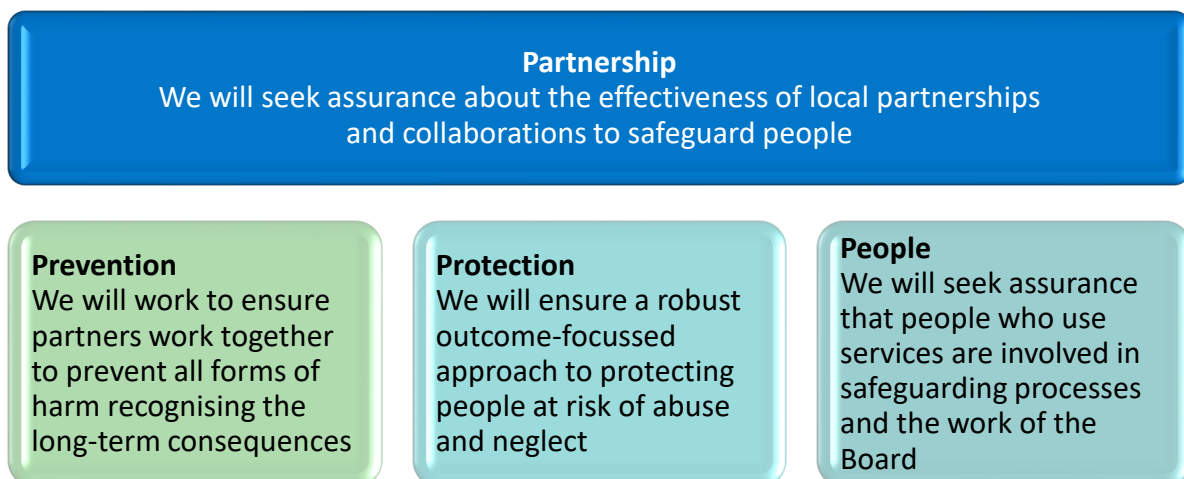 Partnership
We will seek assurance about the effectiveness of local partnerships
and collaborations to safeguard people
Prevention
We will work to ensure
partners work together
to prevent all forms of
harm recognising the
long-term consequences
Protection
We will ensure a robust
outcome-focussed
approach to protecting
people at risk of abuse
and neglect
People
We will seek assurance
that people who use
services are involved in
safeguarding processes
and the work of the
Board